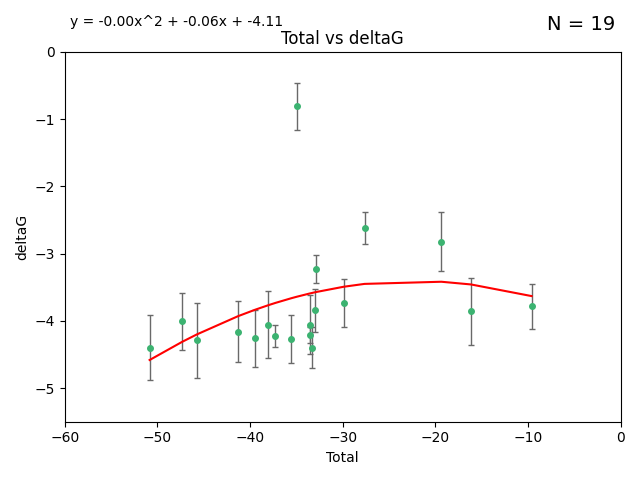 y = -0.00x^2 + -0.06x + -4.11
N = 19
Total vs deltaG
0
−1
−2
−3
−4
−5
deltaG
−60
−50
−40
−30
−20
−10
0
Total